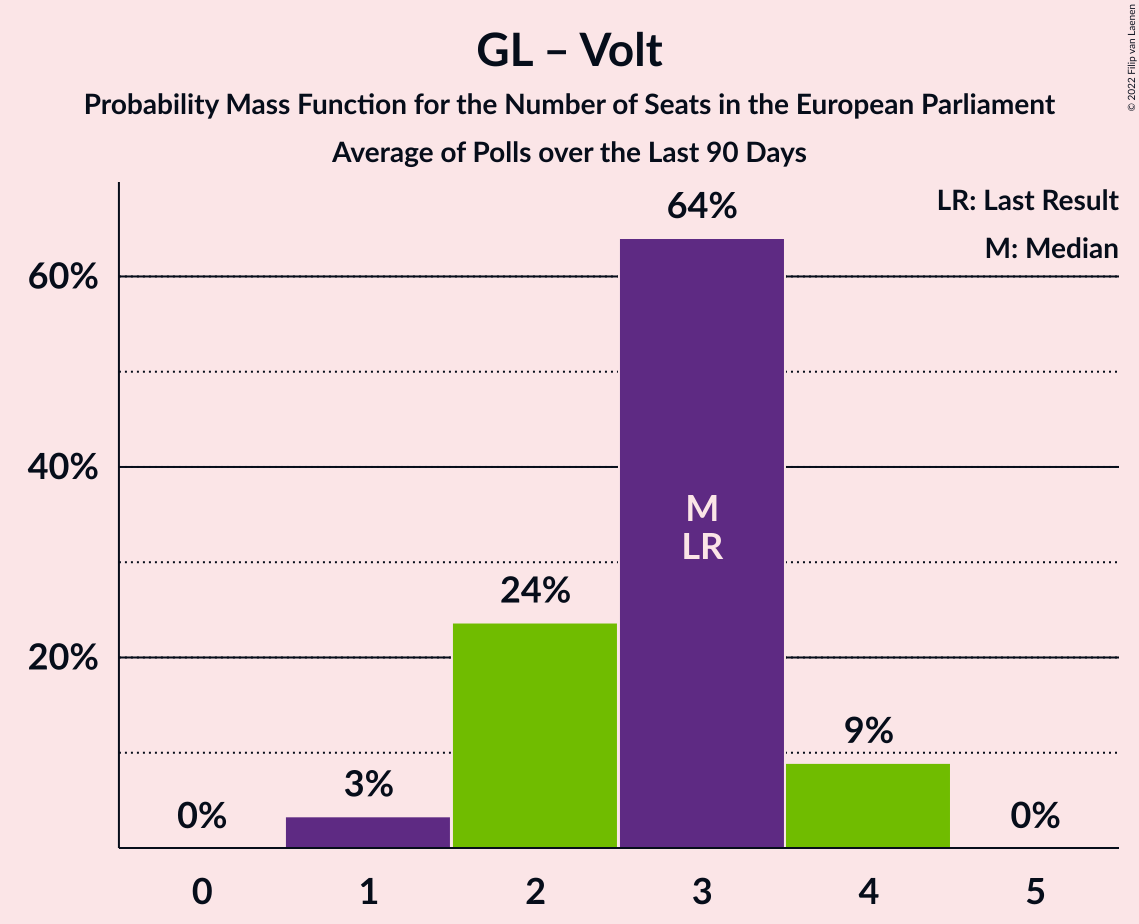 GL – Volt
Probability Mass Function for the Number of Seats in the European Parliament
Average of Polls over the Last 90 Days
© 2022 Filip van Laenen
LR: Last Result
M: Median
60%
40%
20%
0%
3%
24%
64%
M
LR
9%
0%
0
1
2
3
4
5